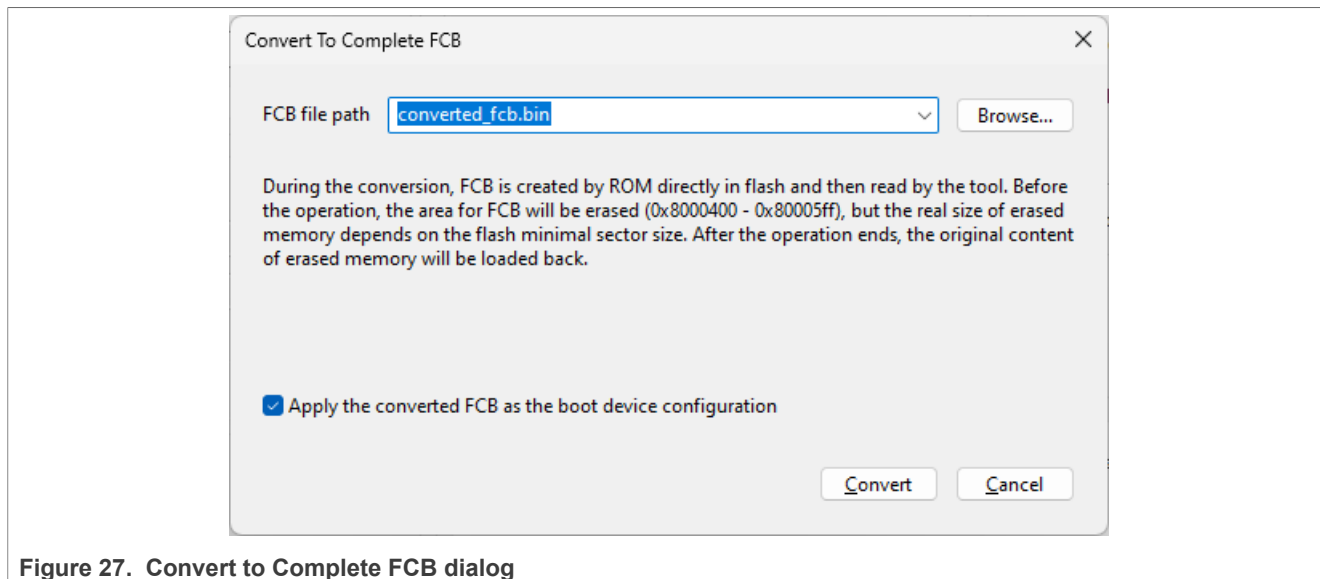 Convert To Complete FCB
FCB file path converted_fcb.bin Browse...
During the conversion, FCB is created by ROM directly in flash and then read by the tool. Before
the operation, the area for FCB will be erased (0x8000400 - 0x80005ff), but the real size of erased
memory depends on the flash minimal sector size. After the operation ends, the original content
of erased memory will be loaded back.
Apply the converted FCB as the boot device configuration
Convert Cancel
Figure 27. Convert to Complete FCB dialog